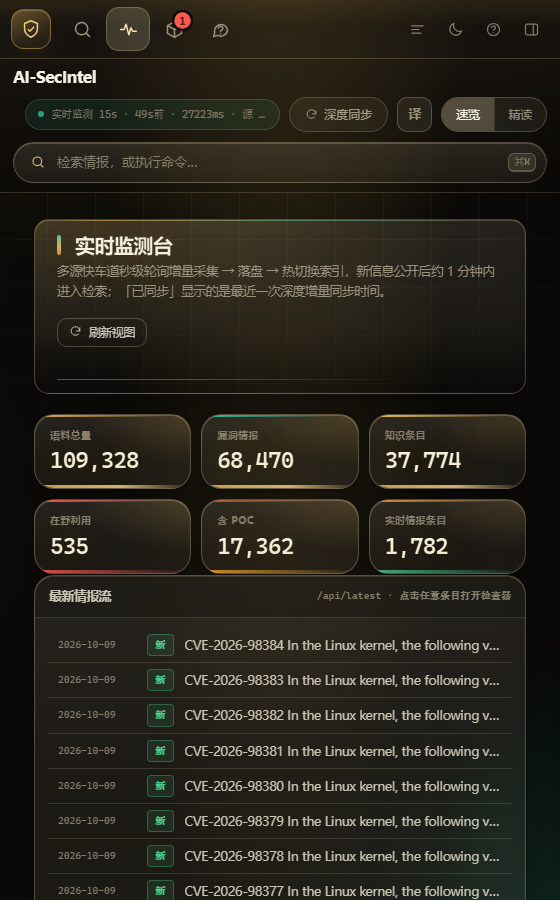 1
AI-SecIntel
实时监测 15s · 49s前 · 27223ms · 源 …
深度同步
译
速览
精读
检索情报，或执行命令...
⌘K
实时监测台
多源快车道秒级轮询增量采集 → 落盘 → 热切换索引，新信息公开后约 1 分钟内
进入检索；「已同步」显示的是最近一次深度增量同步时间。
刷新视图
语料总量
109,328
漏洞情报
68,470
知识条目
37,774
在野利用
535
含 POC
17,362
实时情报条目
1,782
最新情报流
/api/latest · 点击任意条目打开检查器
2026-10-09 新 CVE-2026-98384 In the Linux kernel, the following v...
2026-10-09 新 CVE-2026-98383 In the Linux kernel, the following v...
2026-10-09 新 CVE-2026-98382 In the Linux kernel, the following v...
2026-10-09 新 CVE-2026-98381 In the Linux kernel, the following v...
2026-10-09 新 CVE-2026-98380 In the Linux kernel, the following v...
2026-10-09 新 CVE-2026-98379 In the Linux kernel, the following v...
2026-10-09 新 CVE-2026-98378 In the Linux kernel, the following v...
2026-10-09 新 CVE-2026-98377 In the Linux kernel, the following v...